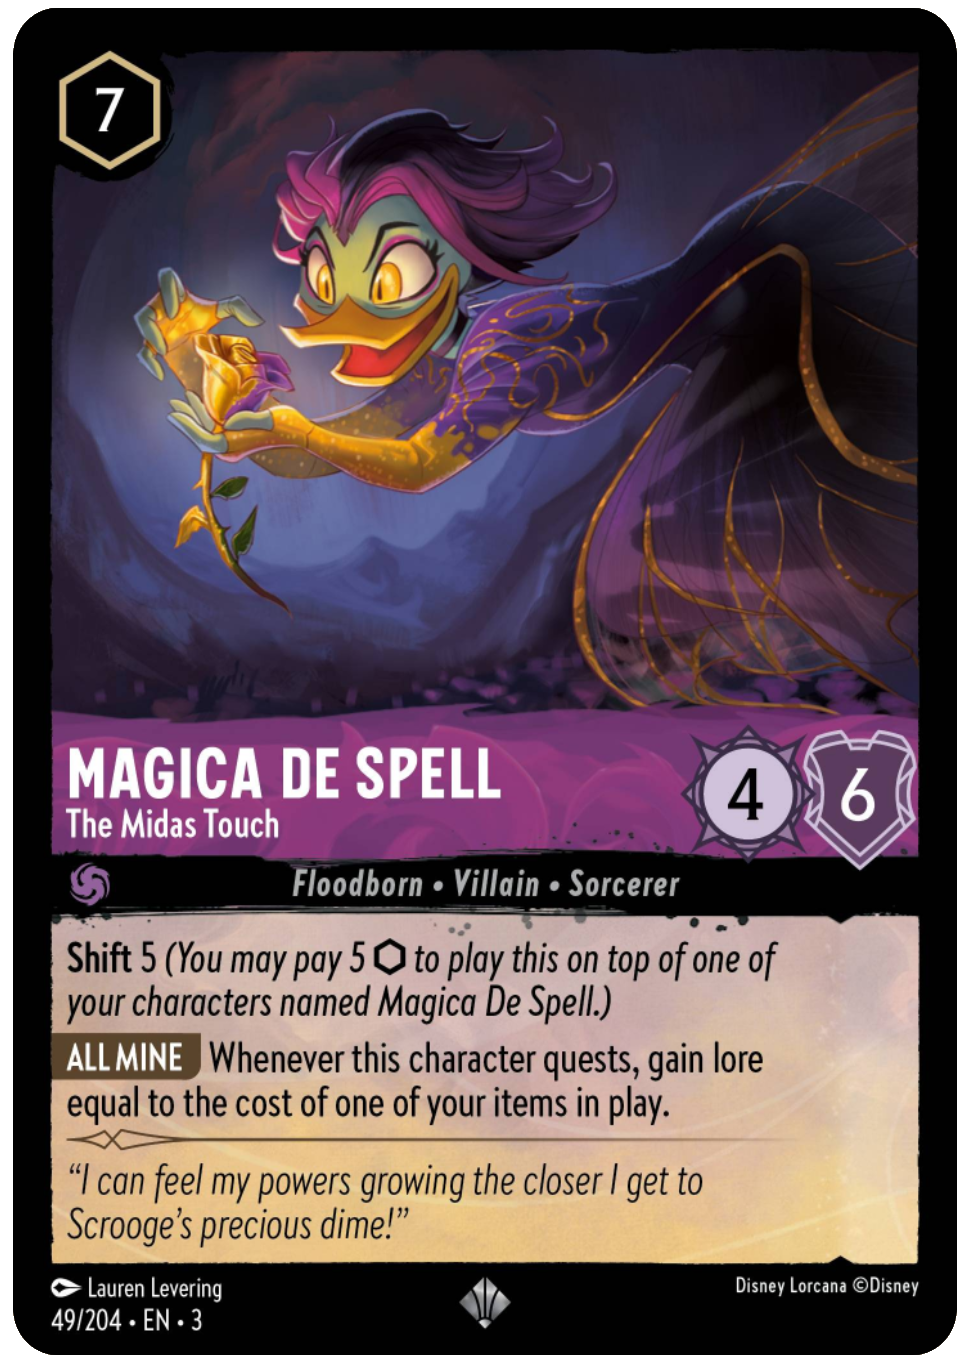 7
MAGICA DE SPELL
The Midas Touch
4
6
Floodborn • Villain • Sorcerer
Shift 5 (You may pay 5 ⬡ to play this on top of one of
your characters named Magica De Spell.)
ALL MINE Whenever this character quests, gain lore
equal to the cost of one of your items in play.
“I can feel my powers growing the closer I get to
Scrooge’s precious dime!”
Lauren Levering
Disney Lorcana ©Disney
49/204 • EN • 3